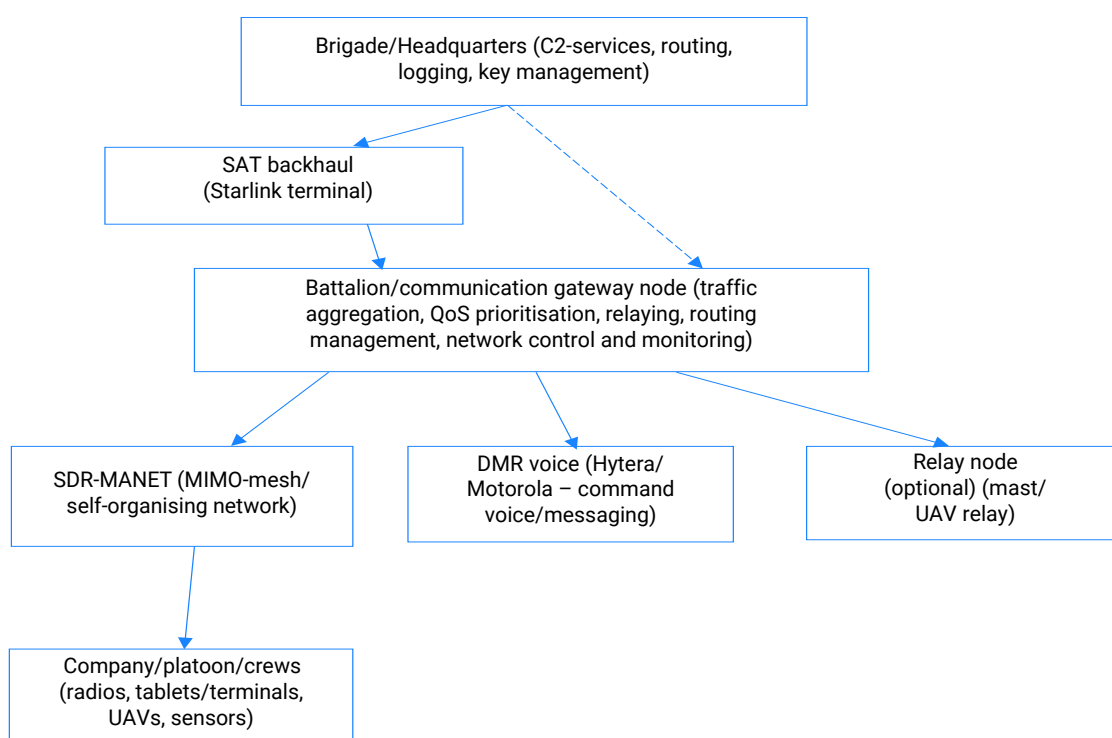 Brigade/Headquarters (C2-services, routing,
logging, key management)
SAT backhaul
(Starlink terminal)
Battalion/communication gateway node (traffic
aggregation, QoS prioritisation, relaying, routing
management, network control and monitoring)
SDR-MANET (MIMO-mesh/
self-organising network)
DMR voice (Hytera/
Motorola – command
voice/messaging)
Relay node
(optional) (mast/
UAV relay)
Company/platoon/crews
(radios, tablets/terminals,
UAVs, sensors)